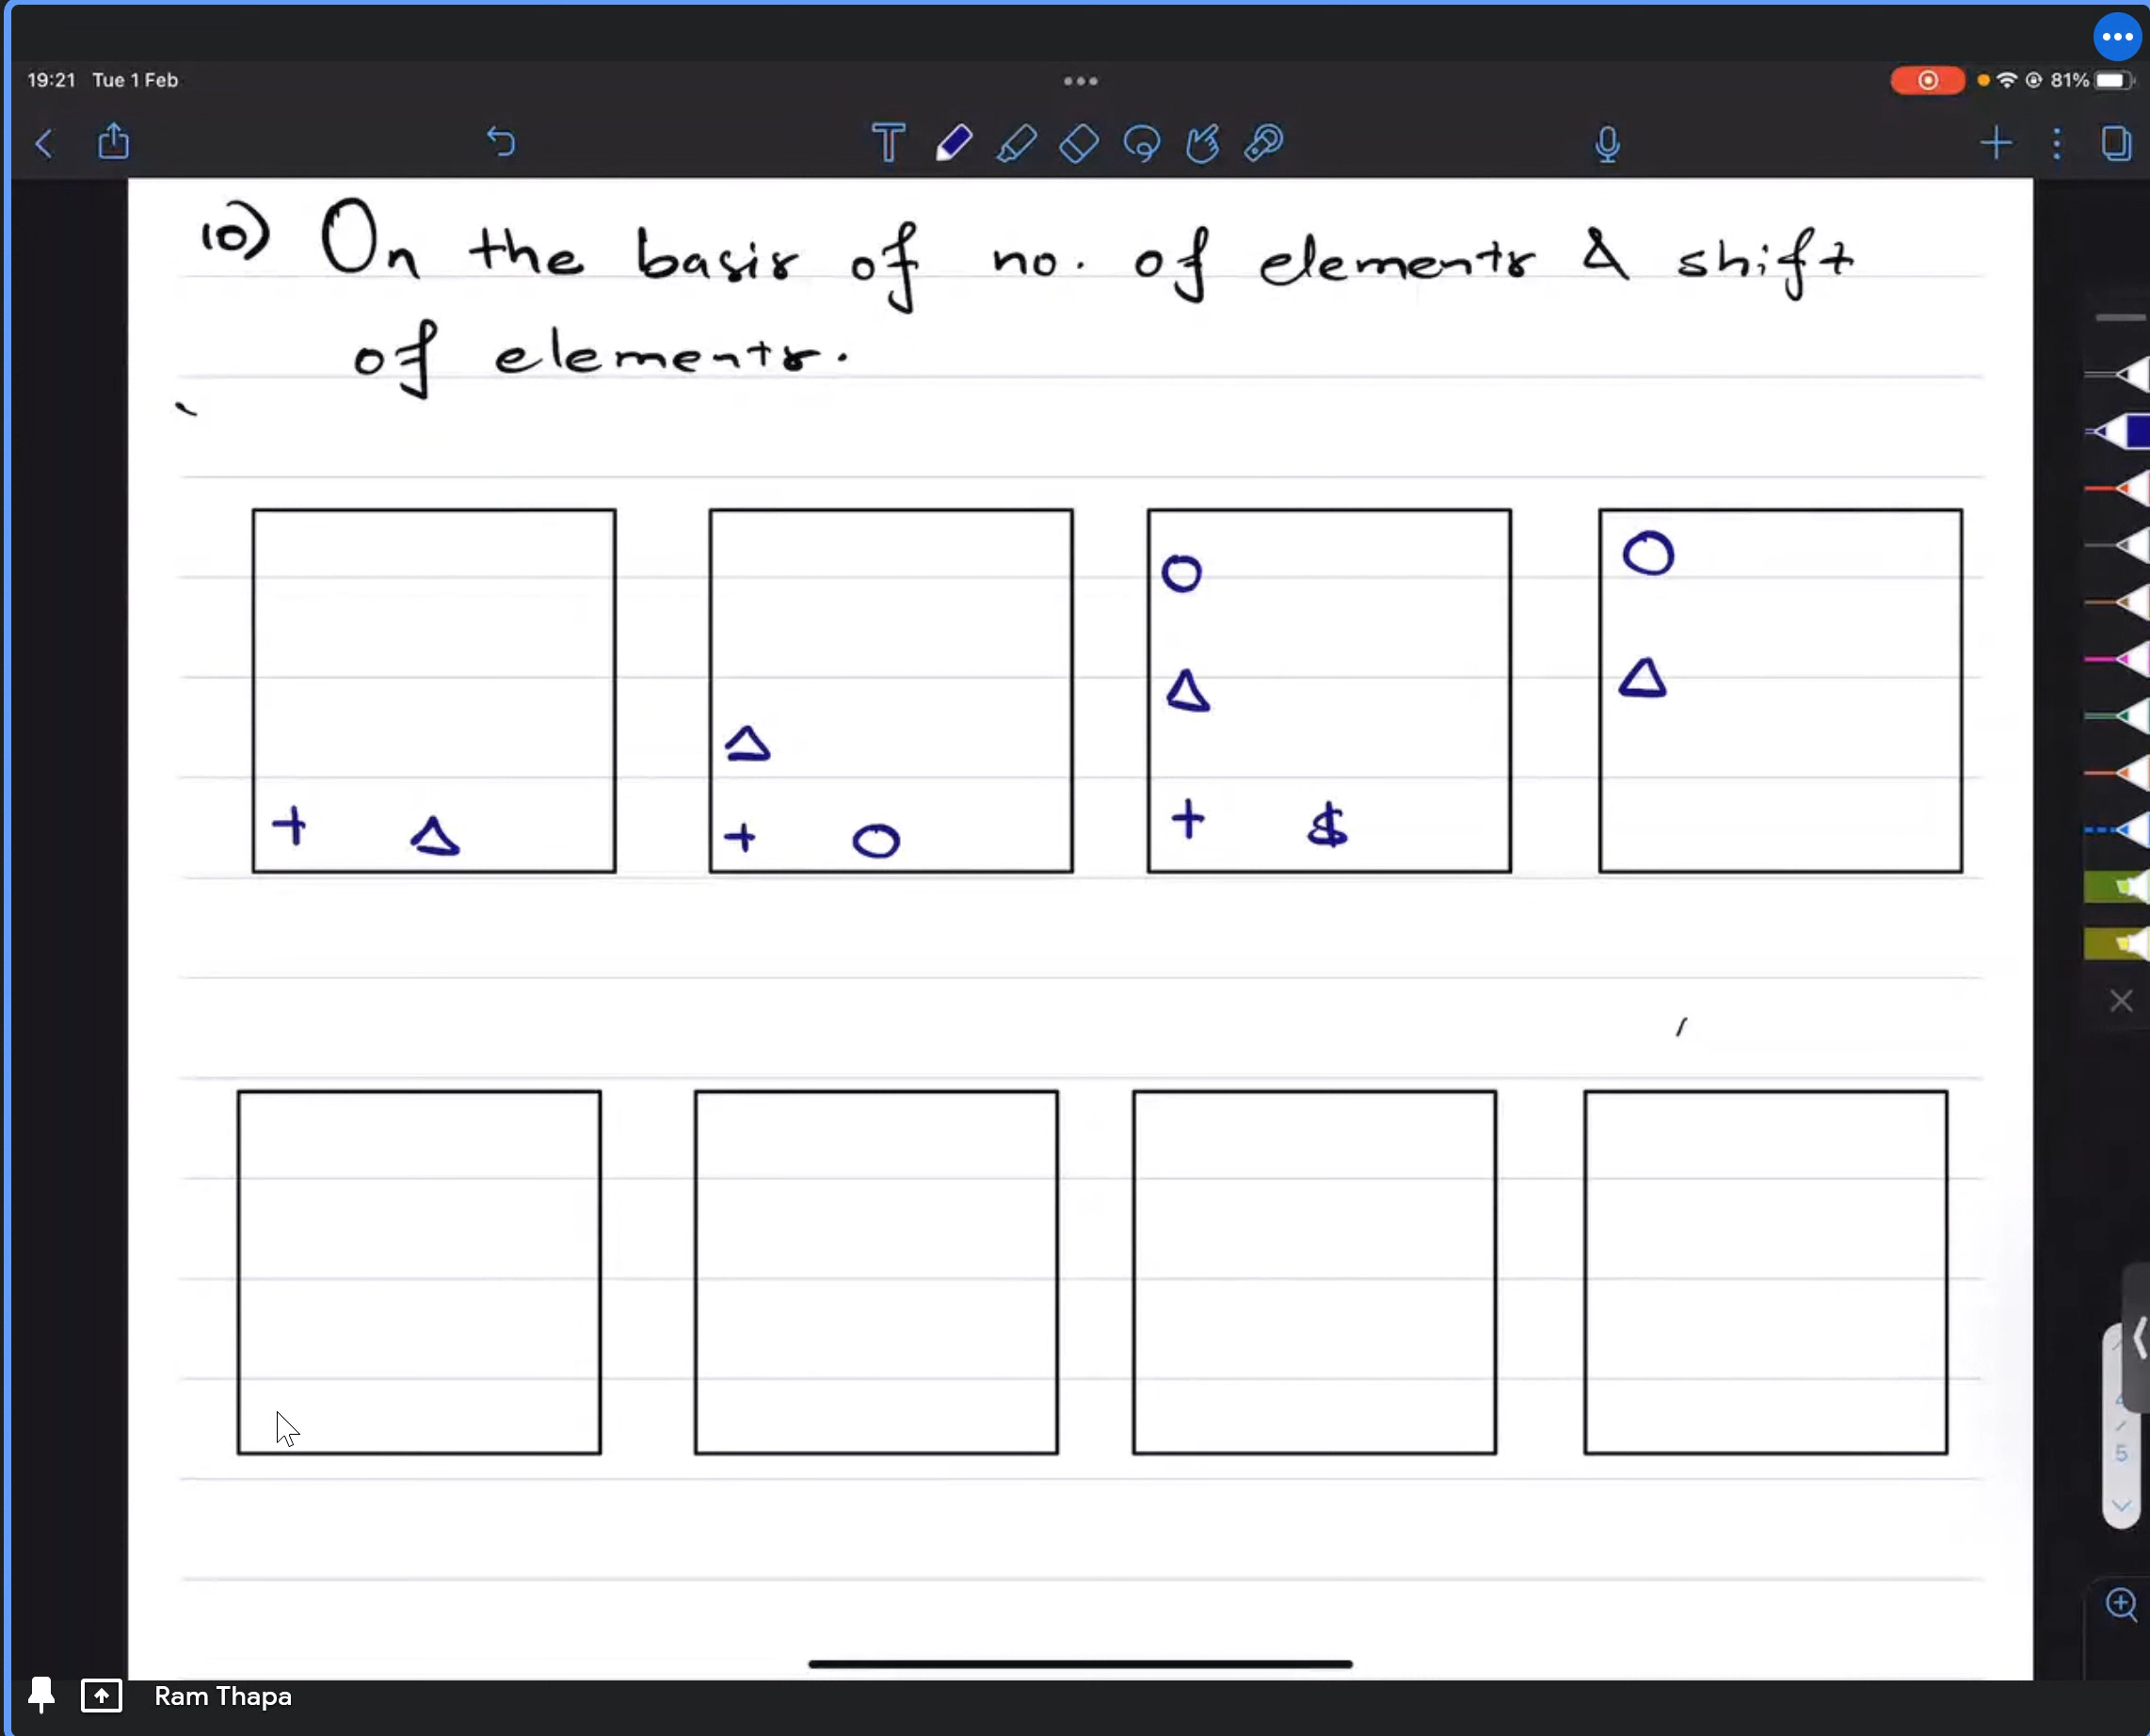 19:21 Tue 1 Feb
81%
T
10) On the basis of no. of elements & shift
of elements.
+
+
+ $
5
Ram Thapa